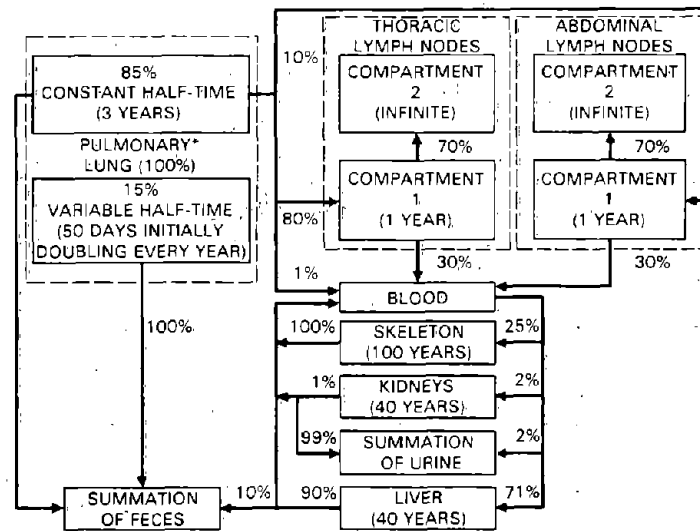 THORACIC
LYMPH NODES
ABDOMINAL
LYMPH NODES
85%
CONSTANT HALF-TIME
(3 YEARS)
10%
COMPARTMENT
2
(INFINITE)
COMPARTMENT
2
(INFINITE)
PULMONARY*
LUNG (100%)
70%
70%
15%
VARIABLE HALF-TIME
(50 DAYS INITIALLY
DOUBLING EVERY YEAR)
80%
COMPARTMENT
1
(1 YEAR)
COMPARTMENT
1
(1 YEAR)
1%
30%
30%
BLOOD
100%
100%
SKELETON
(100 YEARS)
25%
1%
KIDNEYS
(40 YEARS)
2%
99%
SUMMATION
OF URINE
2%
SUMMATION
OF FECES
10%
90%
LIVER
(40 YEARS)
71%